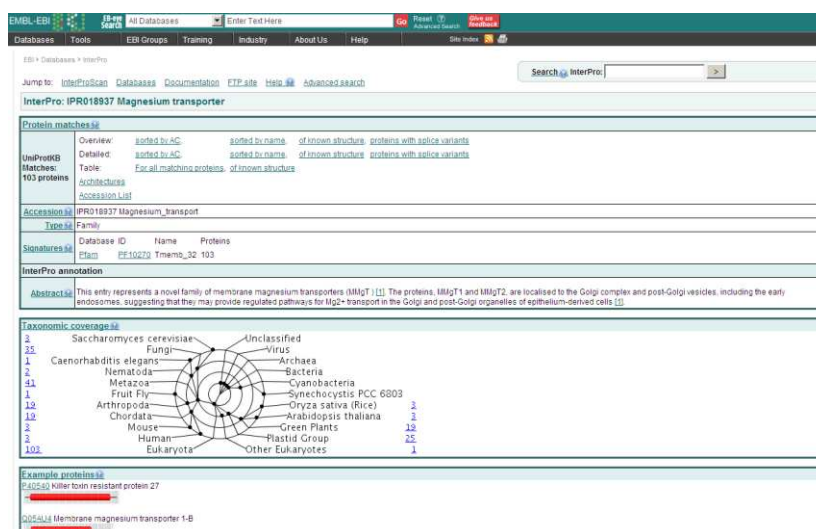 EMBL-EBI EB-eye Search All Databases Enter Text Here Go Reset Advanced Search Give us feedback
Databases Tools EBI Groups Training Industry About Us Help Site Index
EBI > Databases > InterPro
Search InterPro: >
Jump to: InterProScan Databases Documentation FTP site Help Advanced search
InterPro: IPR018937 Magnesium transporter
Protein matches
UniProtKB Matches: 103 proteins
Overview: sorted by AC, sorted by name, of known structure, proteins with splice variants
Detailed: sorted by AC, sorted by name, of known structure, proteins with splice variants
Table: For all matching proteins, of known structure
Architectures
Accession List
Accession IPR018937 Magnesium_transport
Type Family
Signatures
Database ID Name Proteins
Pfam PF10270 Tmemb_32 103
InterPro annotation
Abstract This entry represents a novel family of membrane magnesium transporters (MMgT ) [1]. The proteins, MMgT1 and MMgT2, are localised to the Golgi complex and post-Golgi vesicles, including the early
endosomes, suggesting that they may provide regulated pathways for Mg2+ transport in the Golgi and post-Golgi organelles of epithelium-derived cells [1].
Taxonomic coverage
3 Saccharomyces cerevisiae Unclassified
35 Fungi Virus
1 Caenorhabditis elegans Archaea
2 Nematoda Bacteria
41 Metazoa Cyanobacteria
1 Fruit Fly Synechocystis PCC 6803
19 Arthropoda Oryza sativa (Rice) 3
19 Chordata Arabidopsis thaliana 3
3 Mouse Green Plants 19
3 Human Plastid Group 25
103 Eukaryota Other Eukaryotes 1
Example proteins
P40540 Killer toxin resistant protein 27
Q05AU4 Membrane magnesium transporter 1-B